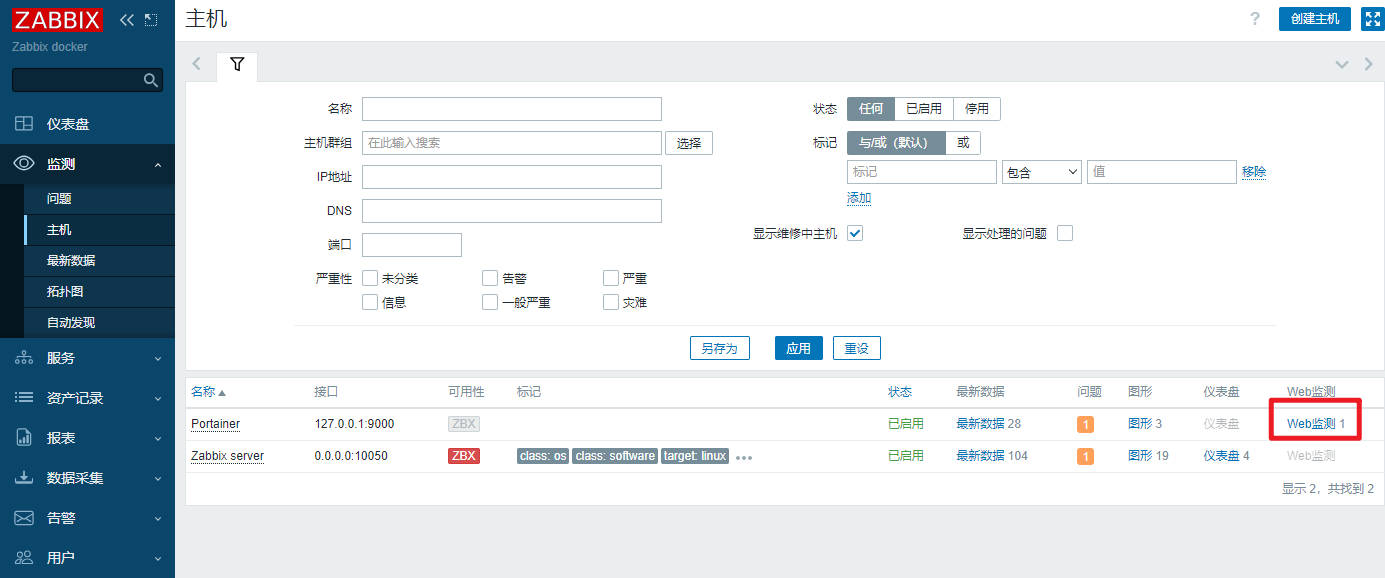 ZABBIX
Zabbix docker
仪表盘
监测
问题
主机
最新数据
拓扑图
自动发现
服务
资产记录
报表
数据采集
告警
用户
主机
? 创建主机
名称
主机群组 在此输入搜索 选择
IP地址
DNS
端口
严重性 未分类 告警 严重
信息 一般严重 灾难
状态 任何 已启用 停用
标记 与/或（默认） 或
标记 包含 值 移除
添加
显示维修中主机 显示处理的问题
另存为 应用 重设
名称 接口 可用性 标记 状态 最新数据 问题 图形 仪表盘 Web监测
Portainer 127.0.0.1:9000 ZBX 已启用 最新数据 28 1 图形 3 仪表盘 Web监测 1
Zabbix server 0.0.0.0:10050 ZBX class: os class: software target: linux 已启用 最新数据 104 1 图形 19 仪表盘 4 Web监测
显示 2，共找到 2